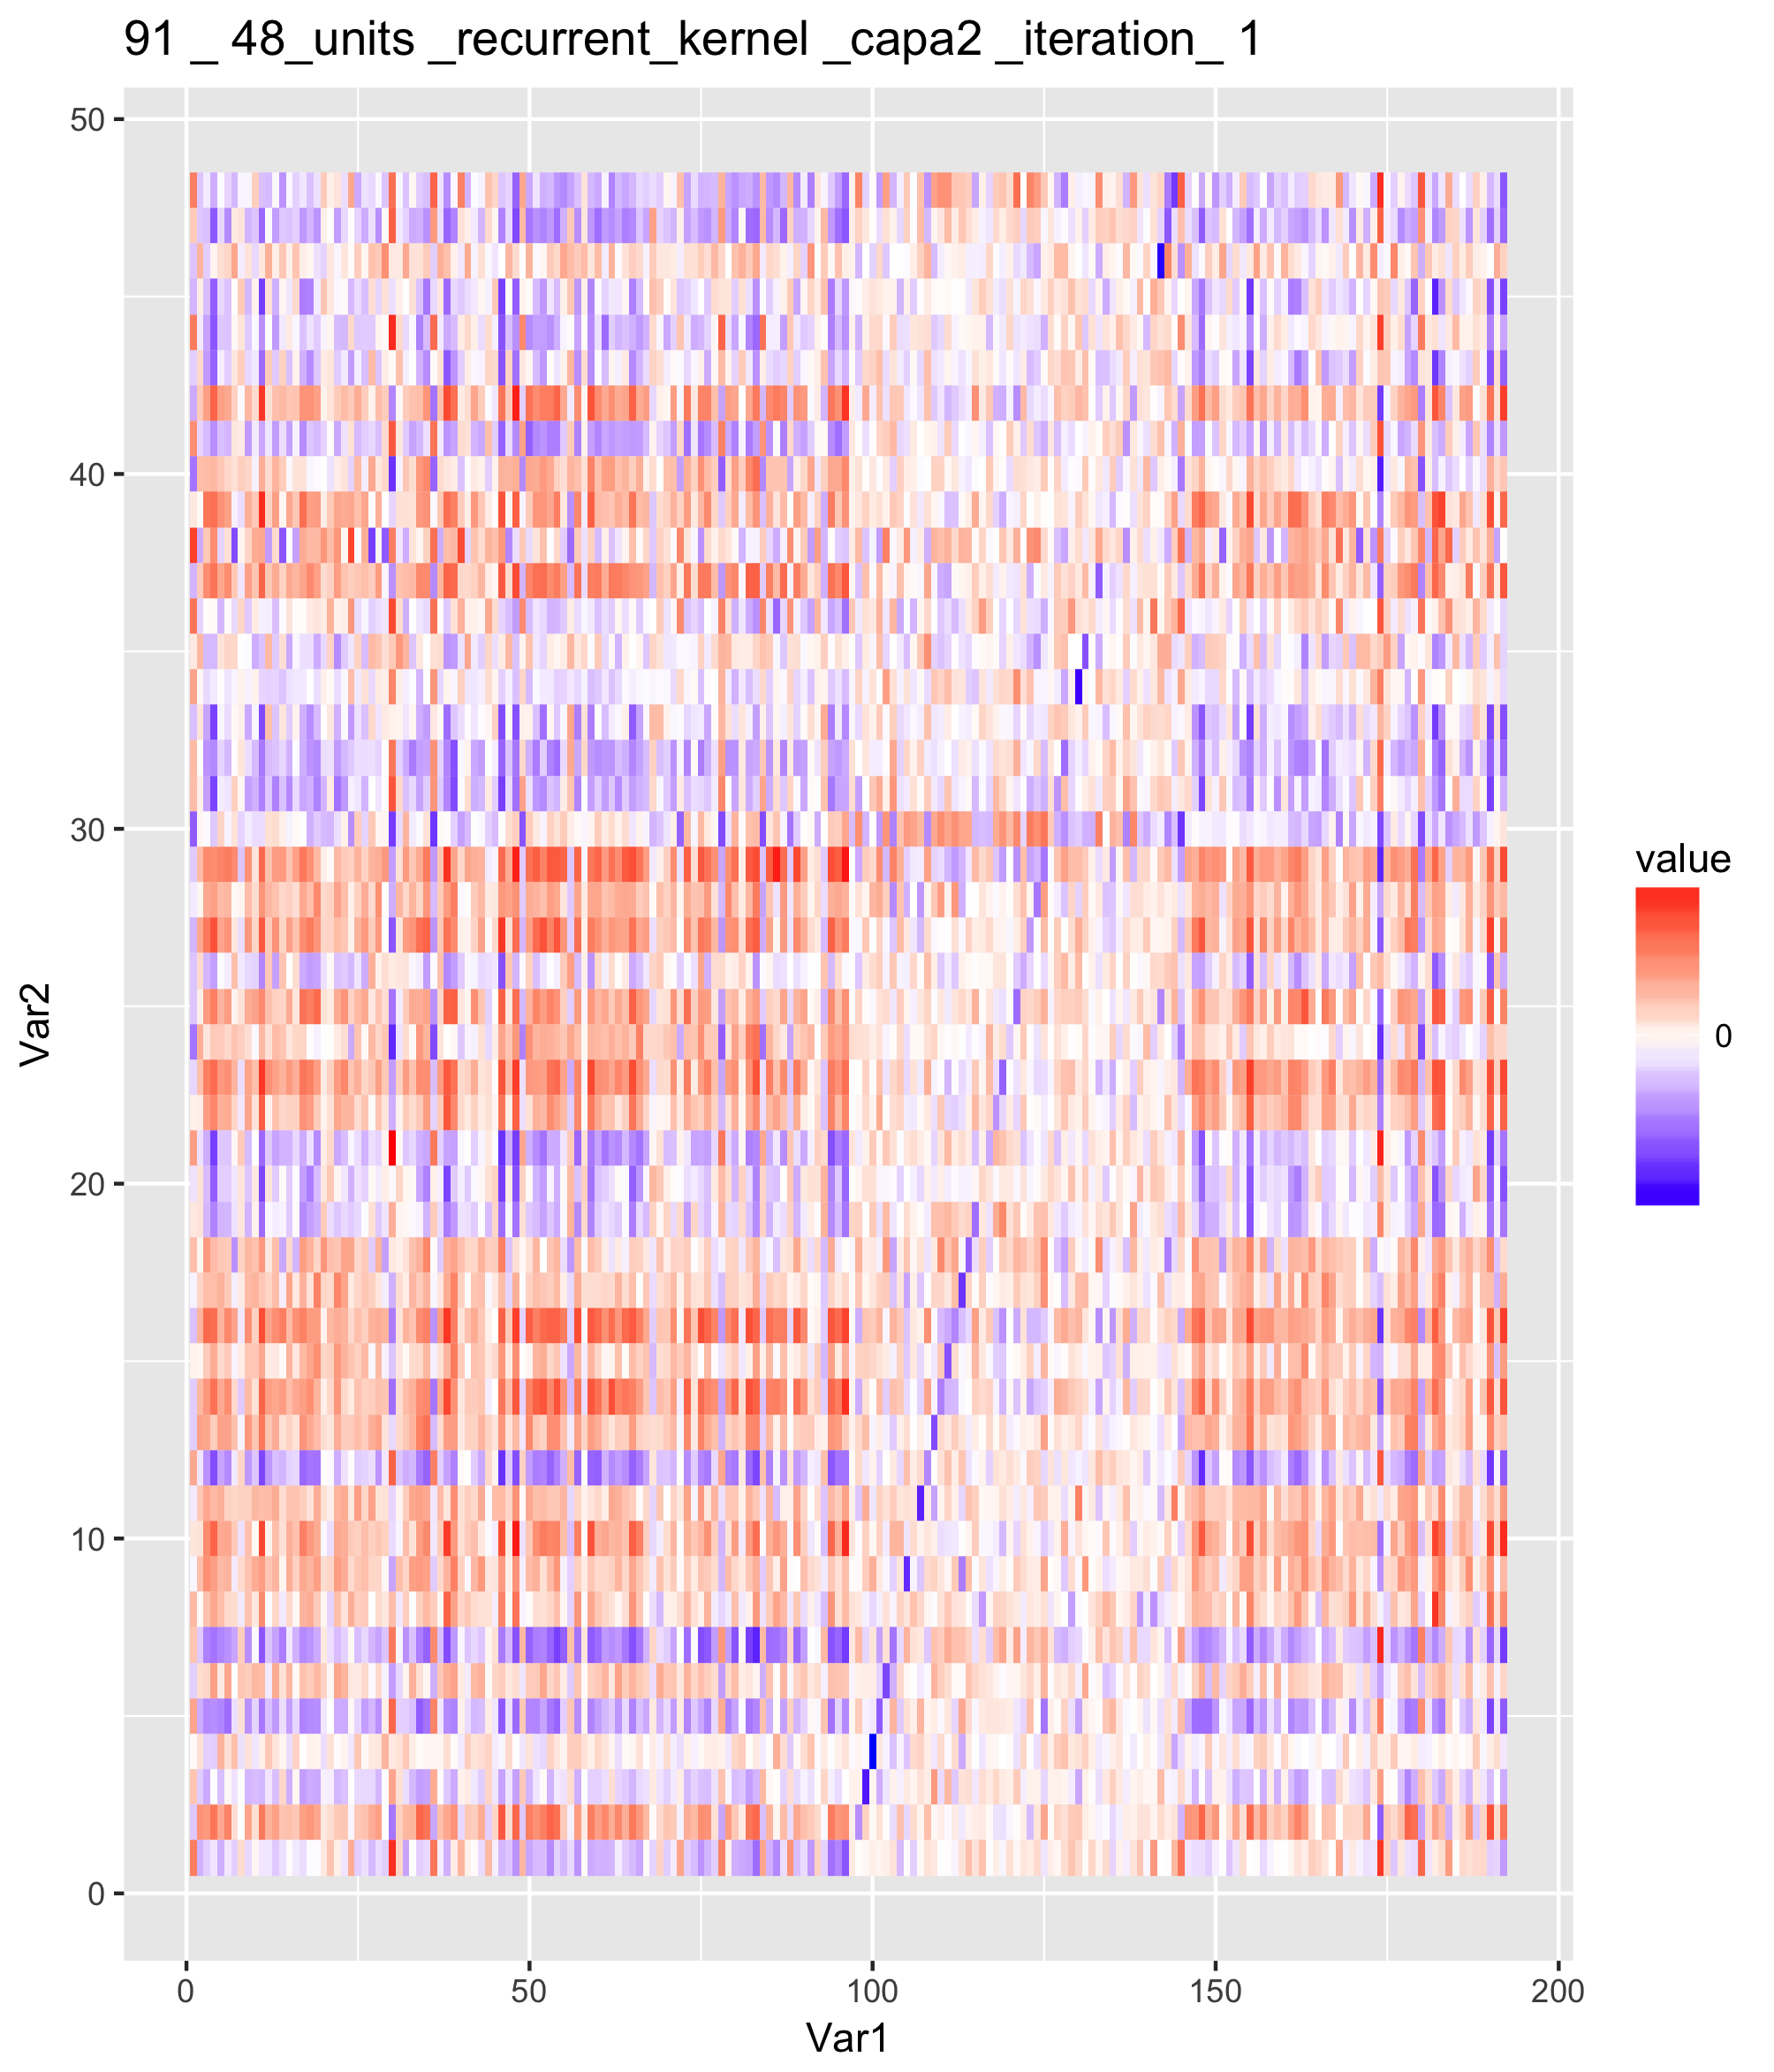 91 _ 48_units _recurrent_kernel _capa2 _iteration_ 1
50
40
30
20
10
0
Var2
0 50 100 150 200
Var1
value
0